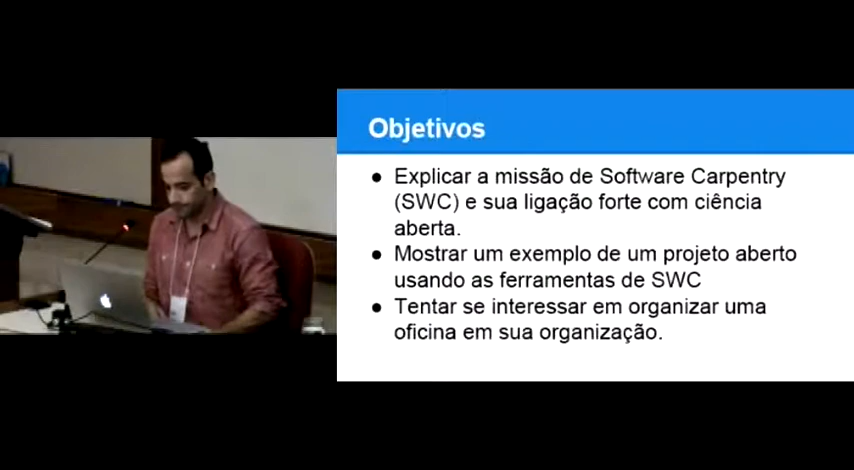 Objetivos
● Explicar a missão de Software Carpentry
(SWC) e sua ligação forte com ciência
aberta.
● Mostrar um exemplo de um projeto aberto
usando as ferramentas de SWC
● Tentar se interessar em organizar uma
oficina em sua organização.